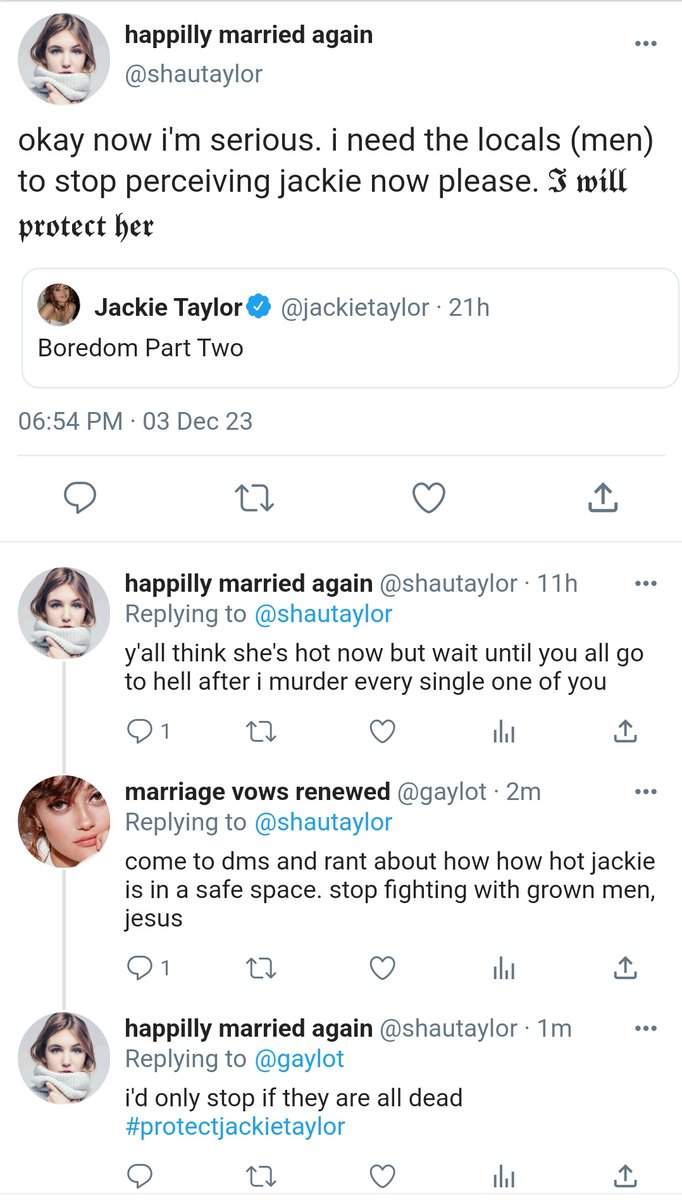 happilly married again
@shautaylor
okay now i'm serious. i need the locals (men)
to stop perceiving jackie now please. 𝕴 𝖜𝖎𝖑𝖑
𝖕𝖗𝖔𝖙𝖊𝖈𝖙 𝖍𝖊𝖗
Jackie Taylor @jackietaylor · 21h
Boredom Part Two
06:54 PM · 03 Dec 23
happilly married again @shautaylor · 11h
Replying to @shautaylor
y'all think she's hot now but wait until you all go
to hell after i murder every single one of you
1
marriage vows renewed @gaylot · 2m
Replying to @shautaylor
come to dms and rant about how how hot jackie
is in a safe space. stop fighting with grown men,
jesus
1
happilly married again @shautaylor · 1m
Replying to @gaylot
i'd only stop if they are all dead
#protectjackietaylor